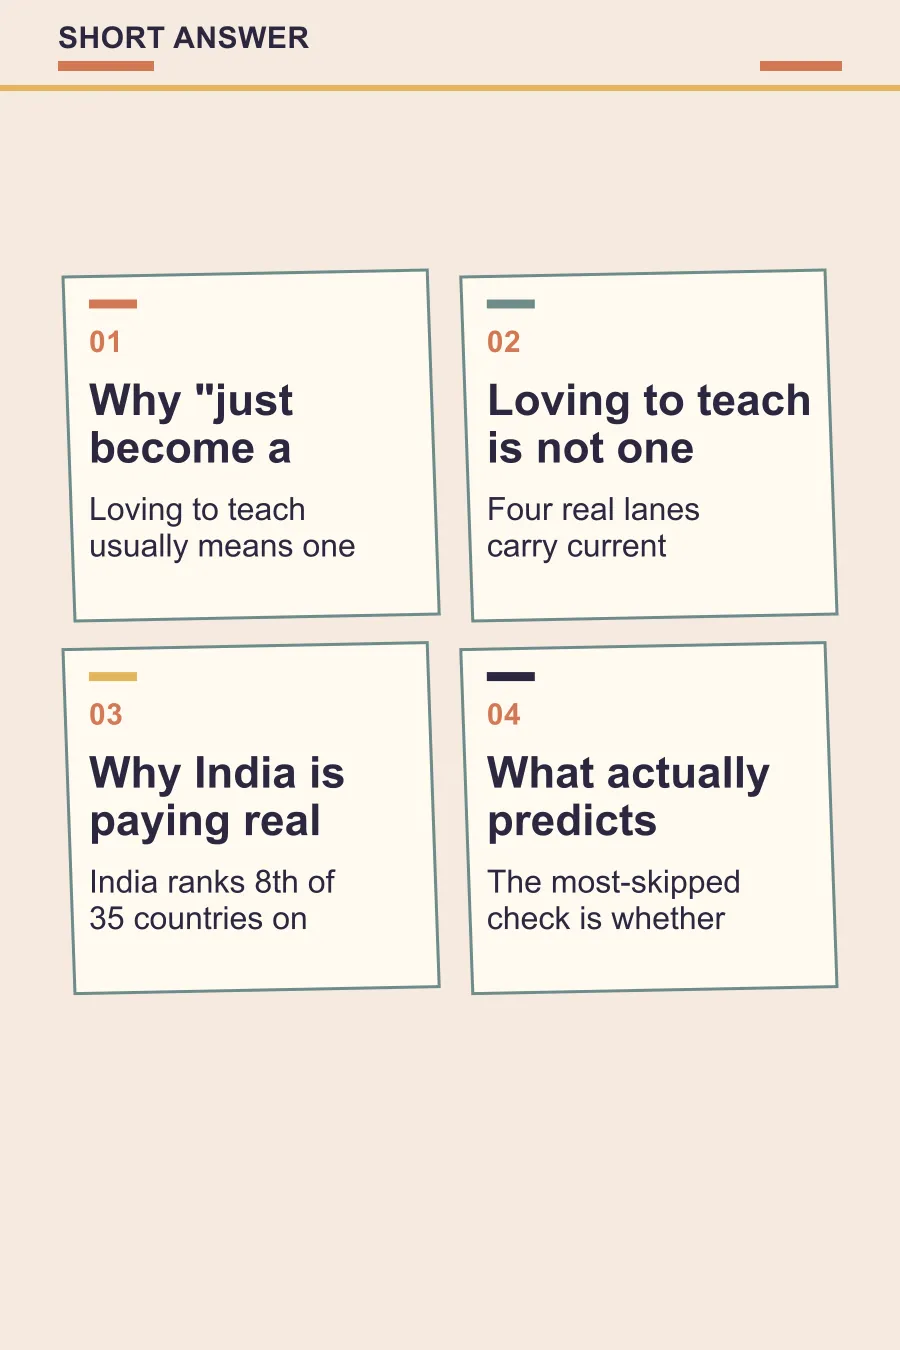 SHORT ANSWER
01
Why "just
become a
Loving to teach
usually means one
02
Loving to teach
is not one
Four real lanes
carry current
03
Why India is
paying real
India ranks 8th of
35 countries on
04
What actually
predicts
The most-skipped
check is whether